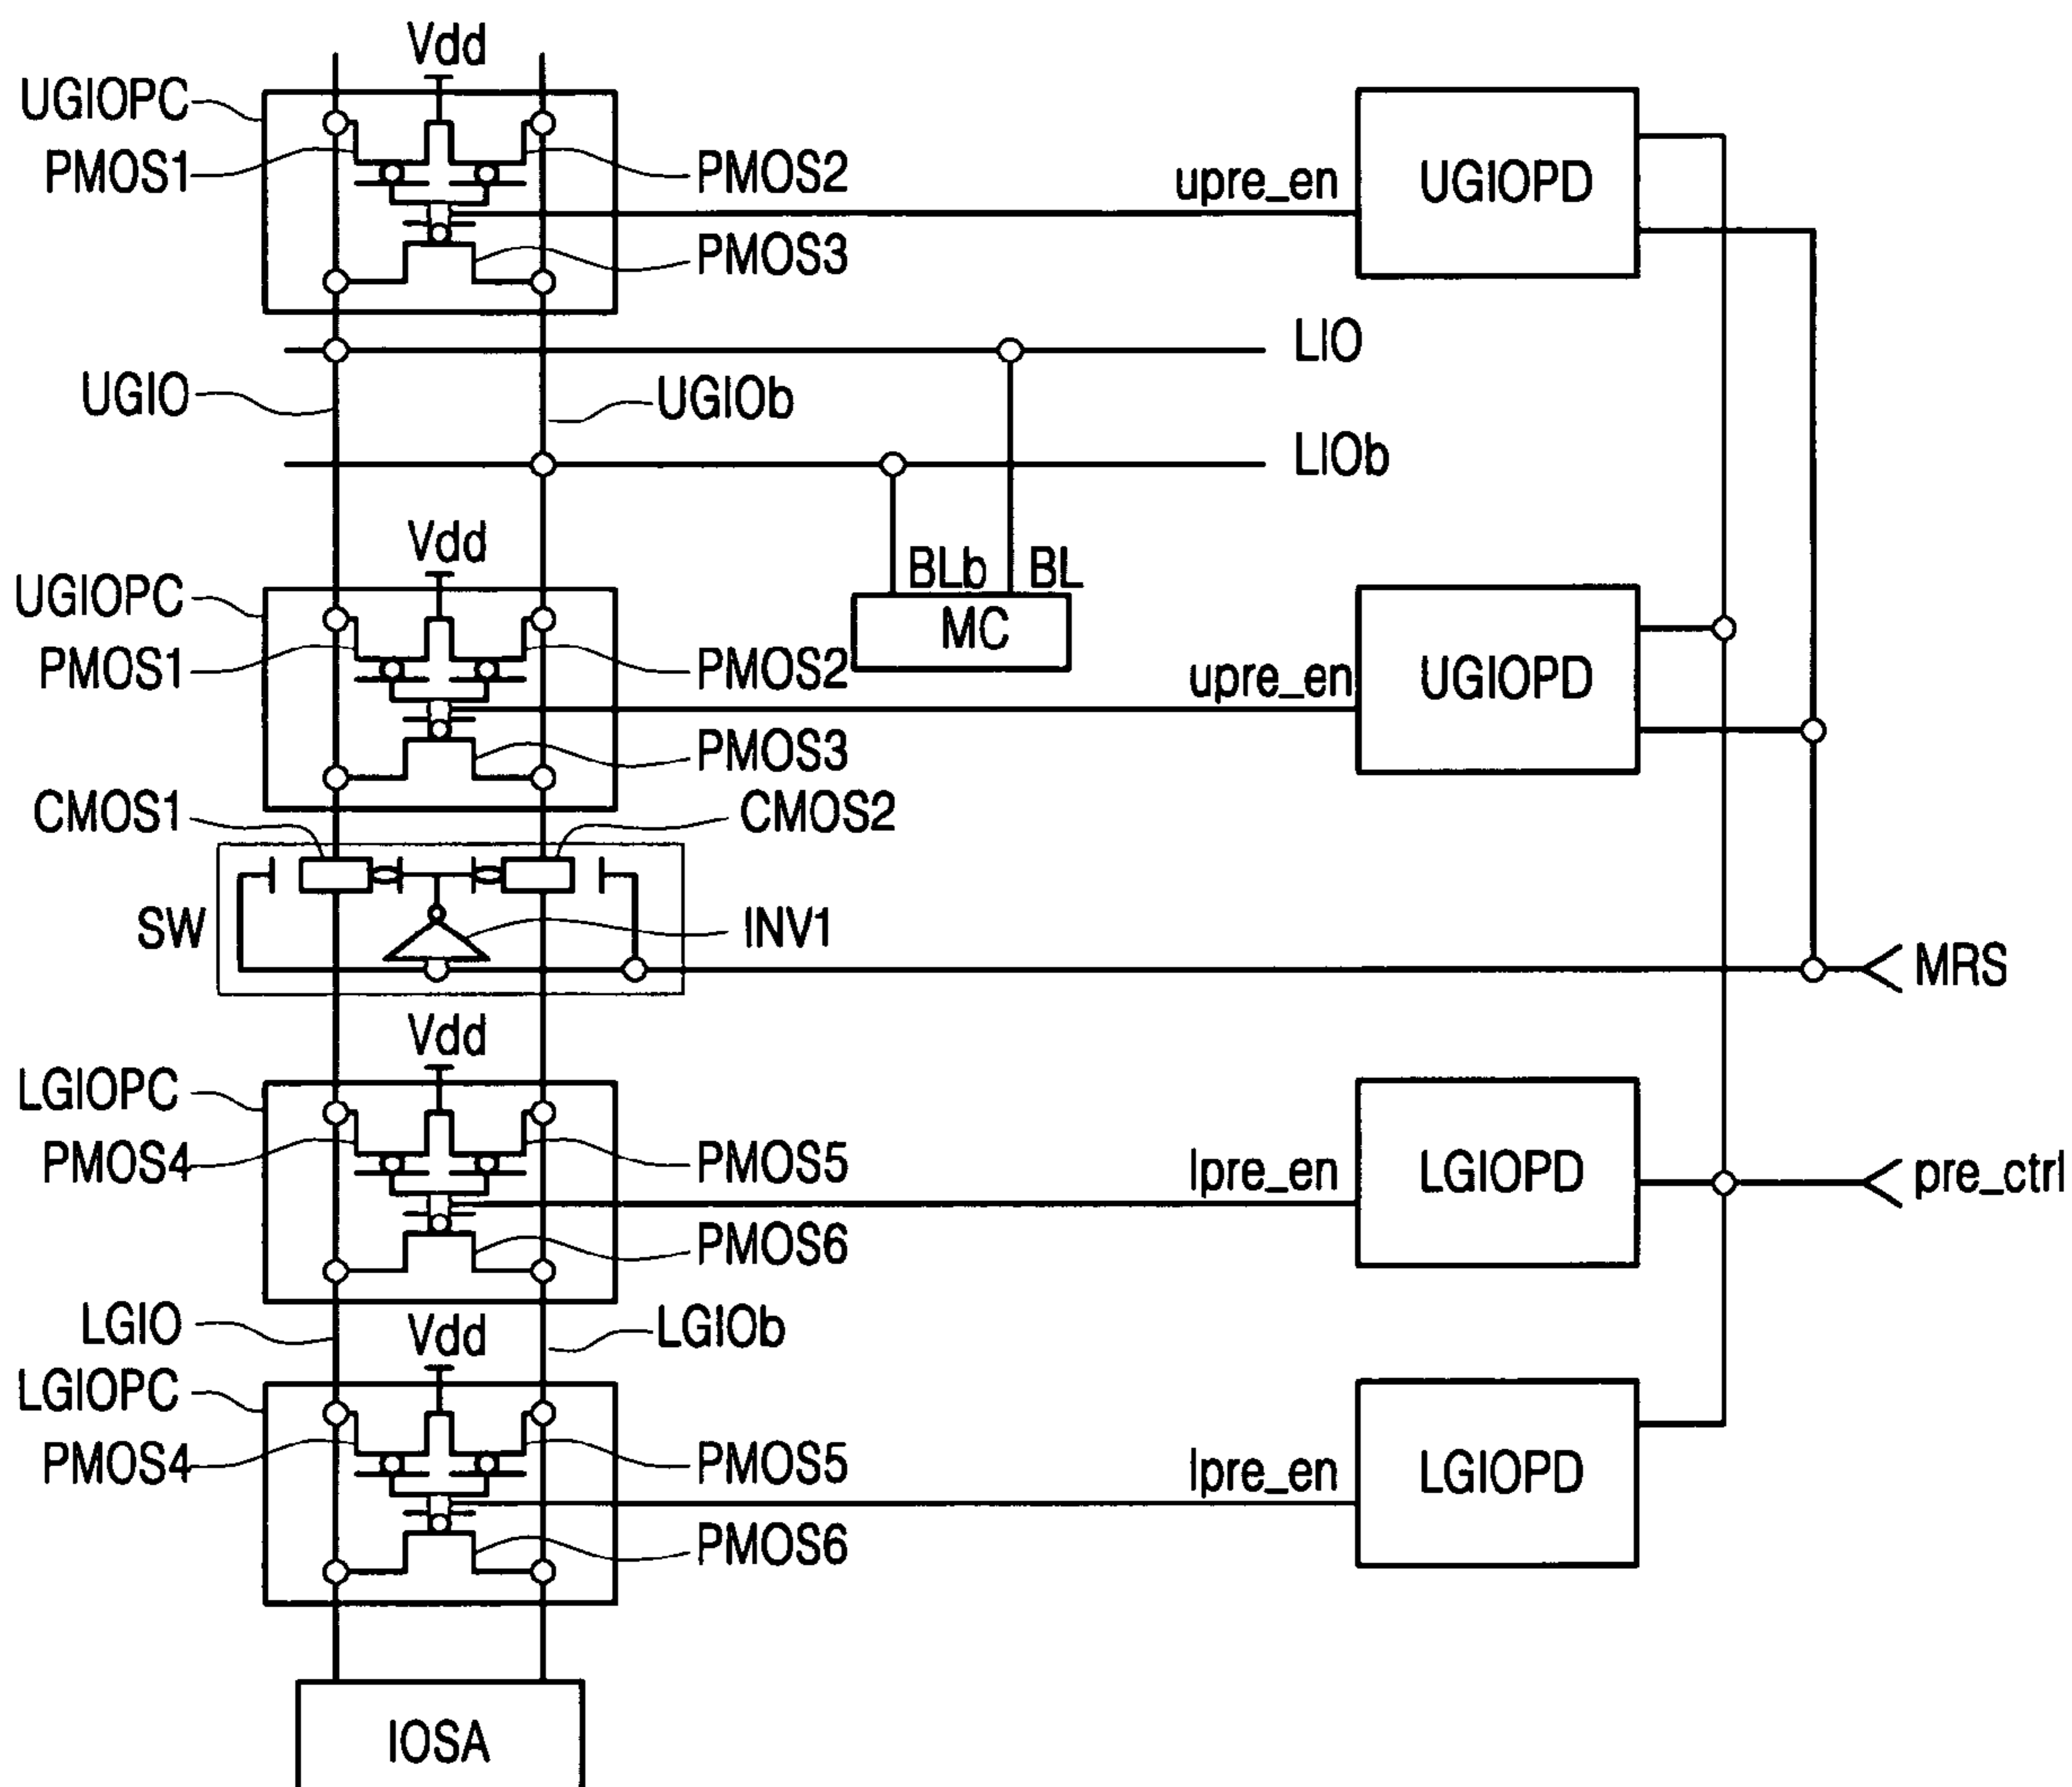 Vdd
UGIOPC
PMOS1
PMOS2
upre_en
UGIOPD
PMOS3
LIO
UGIO
UGIOb
LIOb
Vdd
BLb
BL
UGIOPC
MC
PMOS1
PMOS2
upre_en
UGIOPD
PMOS3
CMOS1
CMOS2
SW
INV1
MRS
Vdd
LGIOPC
PMOS4
PMOS5
lpre_en
LGIOPD
pre_ctrl
PMOS6
LGIO
Vdd
LGIOb
LGIOPC
PMOS4
PMOS5
lpre_en
LGIOPD
PMOS6
IOSA